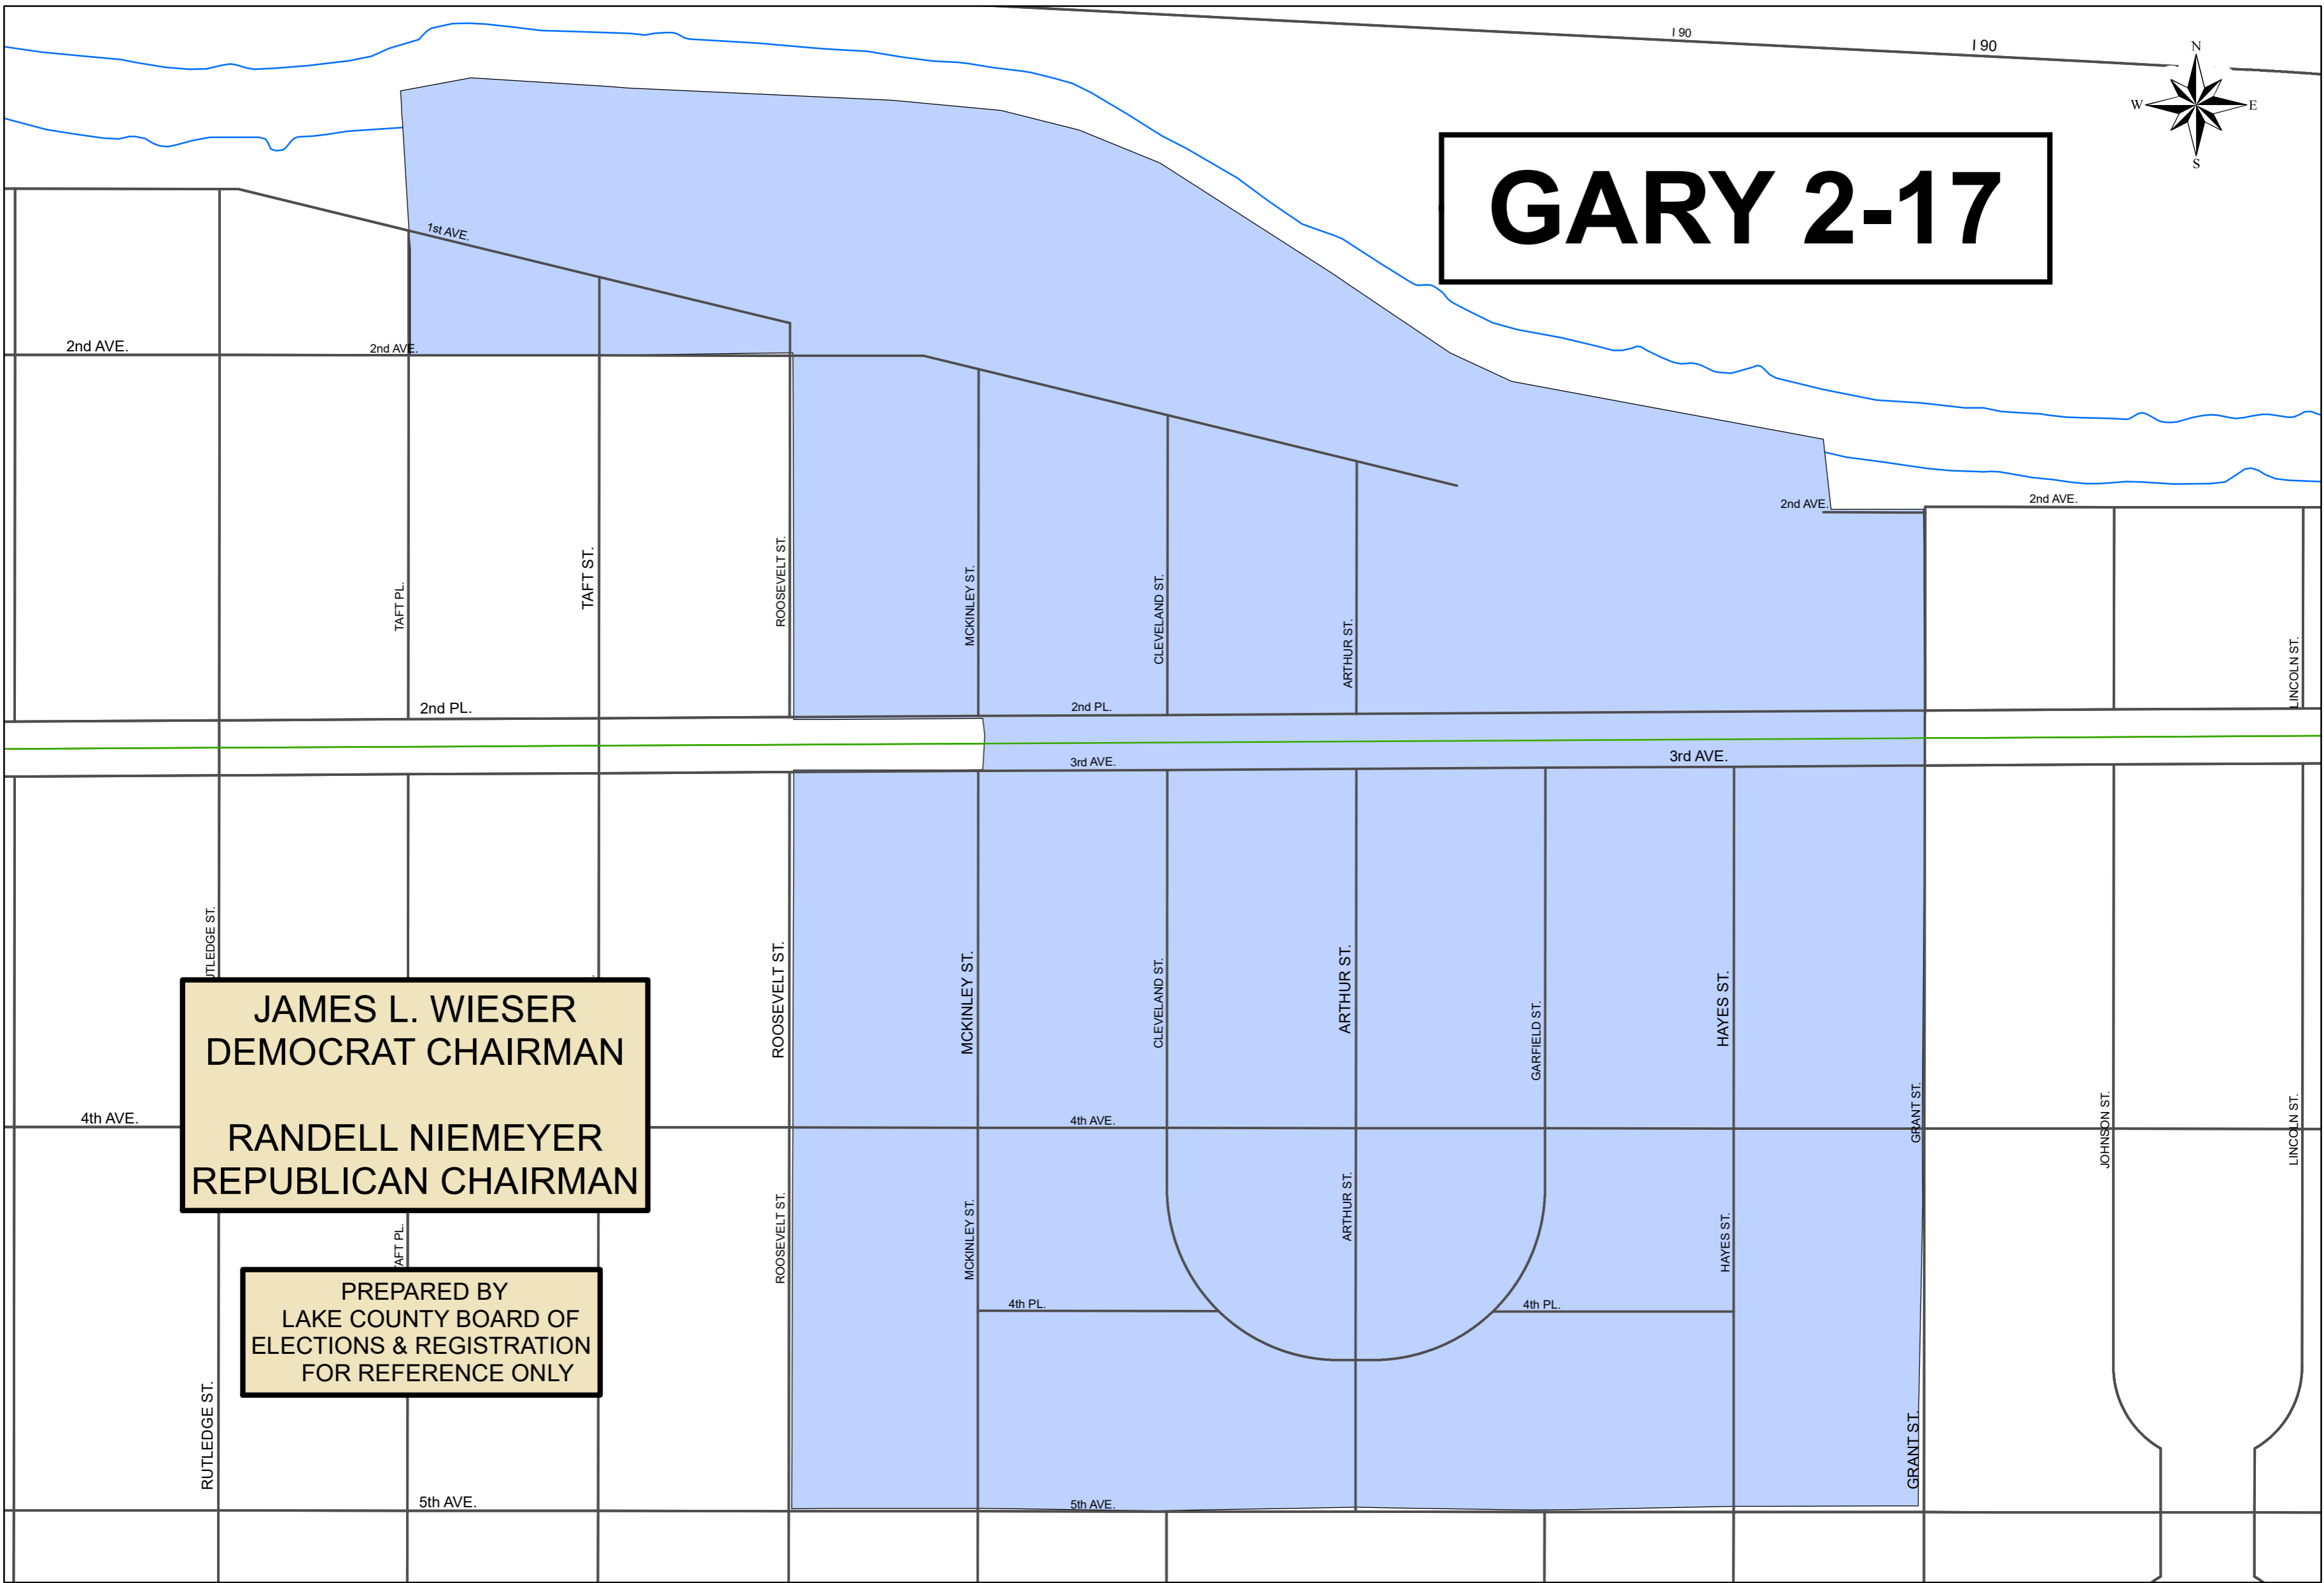 I 90
I 90
N
W
E
S
GARY 2-17
1st AVE.
2nd AVE.
2nd AVE.
2nd AVE.
2nd AVE.
TAFT PL.
TAFT ST.
ROOSEVELT ST.
MCKINLEY ST.
CLEVELAND ST.
ARTHUR ST.
LINCOLN ST.
2nd PL.
2nd PL.
3rd AVE.
3rd AVE.
ROOSEVELT ST.
MCKINLEY ST.
CLEVELAND ST.
ARTHUR ST.
GARFIELD ST.
HAYES ST.
GRANT ST.
JOHNSON ST.
LINCOLN ST.
JAMES L. WIESER
DEMOCRAT CHAIRMAN
RANDELL NIEMEYER
REPUBLICAN CHAIRMAN
4th AVE.
4th AVE.
ROOSEVELT ST.
MCKINLEY ST.
ARTHUR ST.
HAYES ST.
PREPARED BY
LAKE COUNTY BOARD OF
ELECTIONS & REGISTRATION
FOR REFERENCE ONLY
4th PL.
4th PL.
RUTLEDGE ST.
GRANT ST.
5th AVE.
5th AVE.